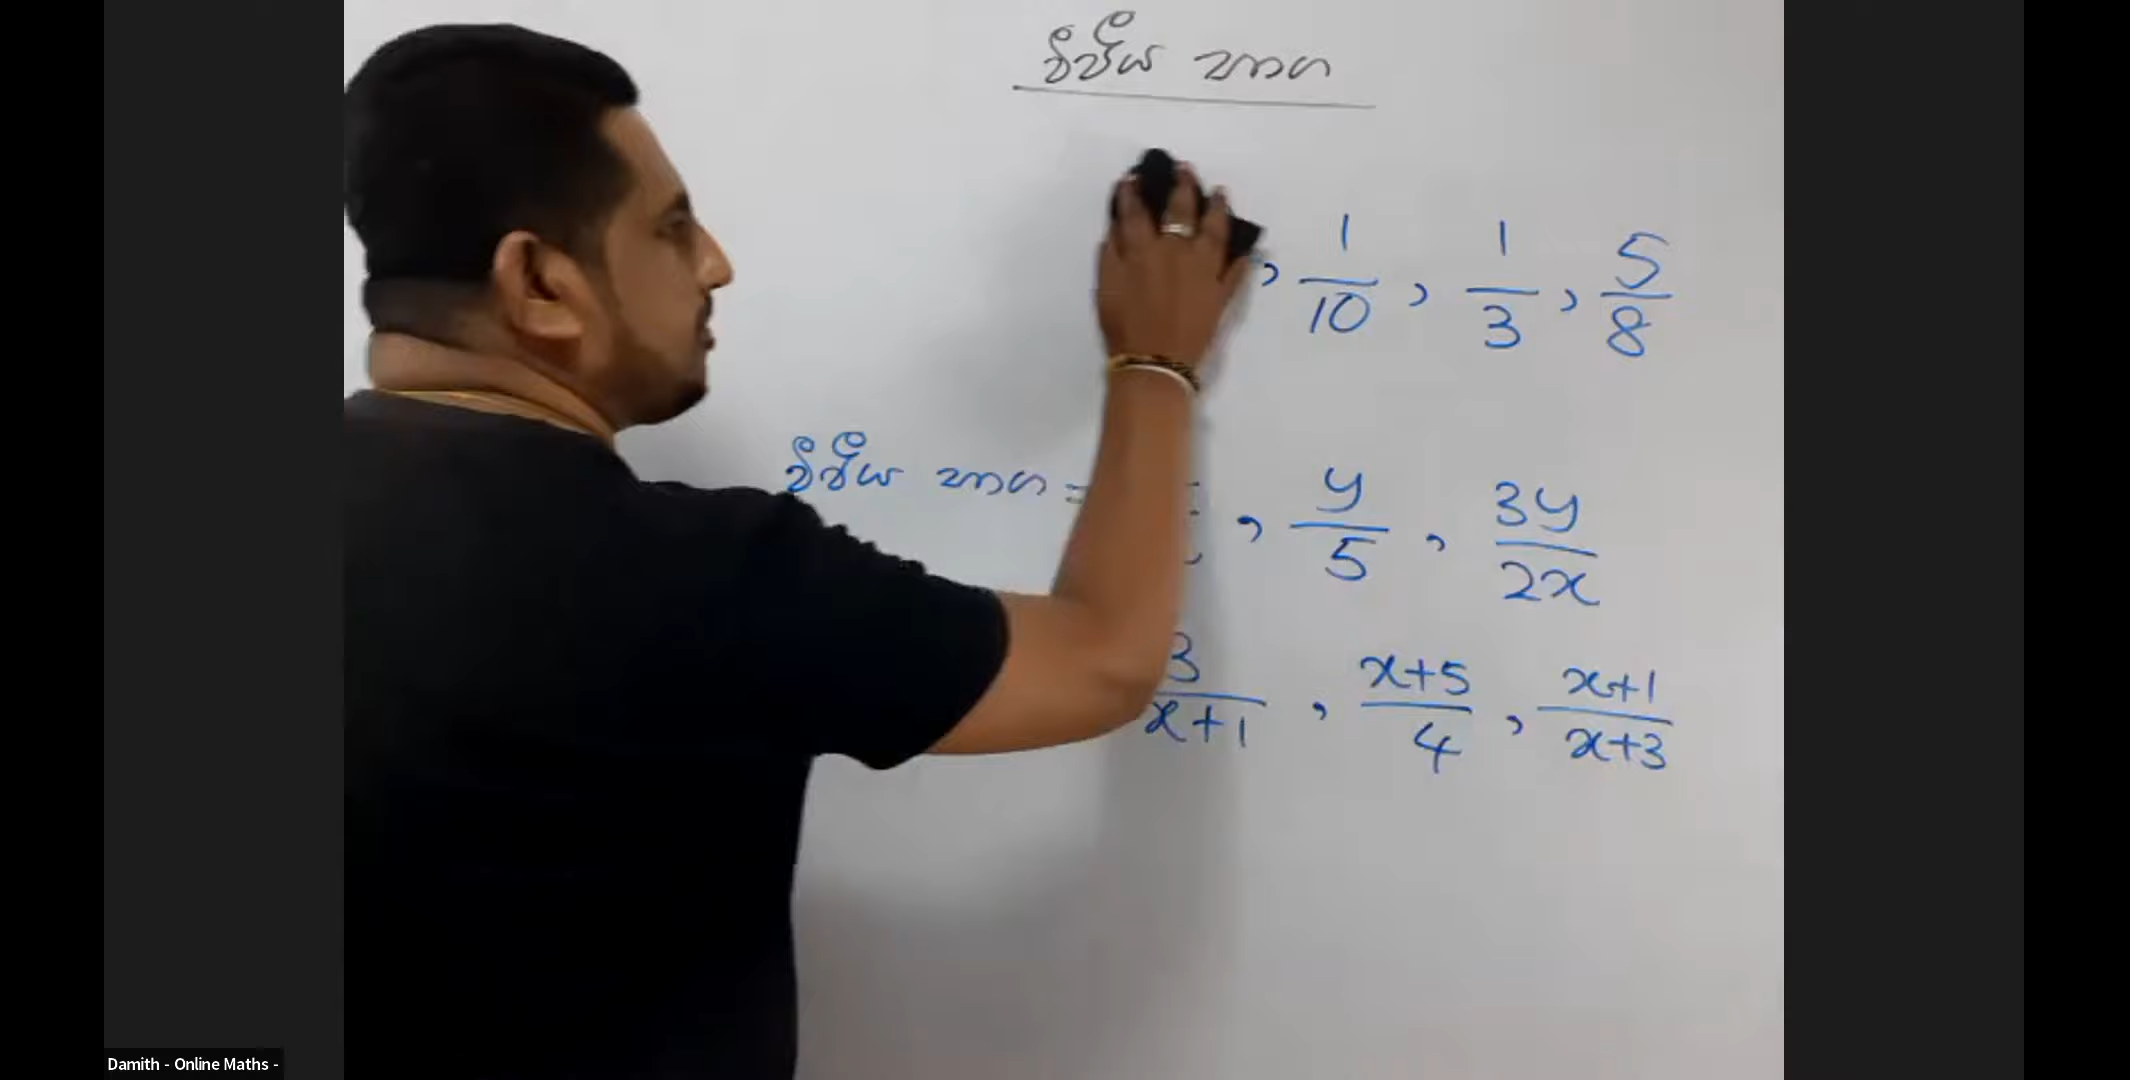 වීජීය භාග
, 1/10 , 1/3 , 5/8
වීජීය භාග = , y/5 , 3y/2x
3/x+1 , x+5/4 , x+1/x+3
Damith - Online Maths -